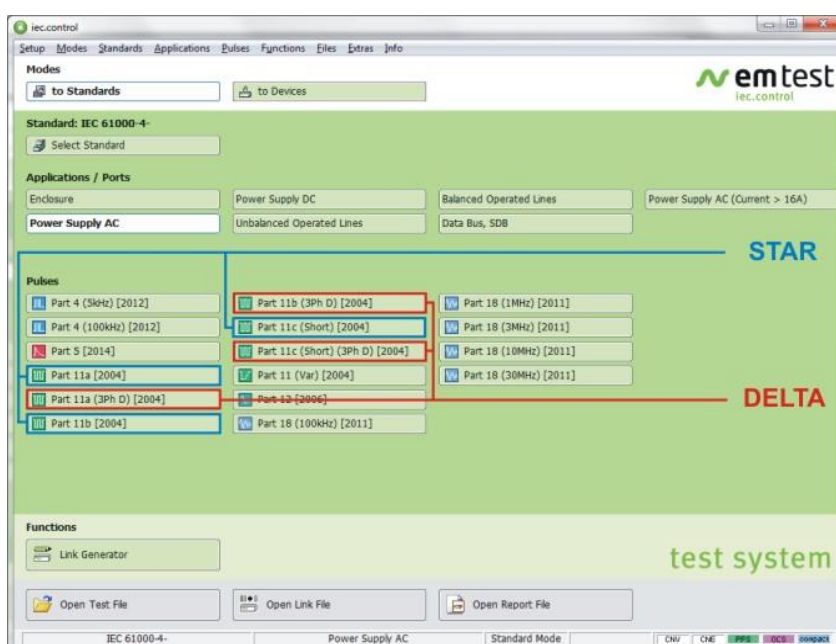 iec.control
Setup Modes Standards Applications Pulses Functions Files Extras Info
Modes
to Standards
to Devices
emtest
iec.control
Standard: IEC 61000-4-
Select Standard
Applications / Ports
Enclosure
Power Supply DC
Balanced Operated Lines
Power Supply AC (Current > 16A)
Power Supply AC
Unbalanced Operated Lines
Data Bus, SDB
STAR
Pulses
Part 4 (5kHz) [2012]
Part 11b (3Ph D) [2004]
Part 18 (1MHz) [2011]
Part 4 (100kHz) [2012]
Part 11c (Short) [2004]
Part 18 (3MHz) [2011]
Part 5 [2014]
Part 11c (Short) (3Ph D) [2004]
Part 18 (10MHz) [2011]
Part 11a [2004]
Part 11 (Var) [2004]
Part 18 (30MHz) [2011]
Part 11a (3Ph D) [2004]
Part 12 [2006]
DELTA
Part 11b [2004]
Part 18 (100kHz) [2011]
Functions
Link Generator
test system
Open Test File
Open Link File
Open Report File
IEC 61000-4-
Power Supply AC
Standard Mode
CNV
CNE
PFS
OCS
compact